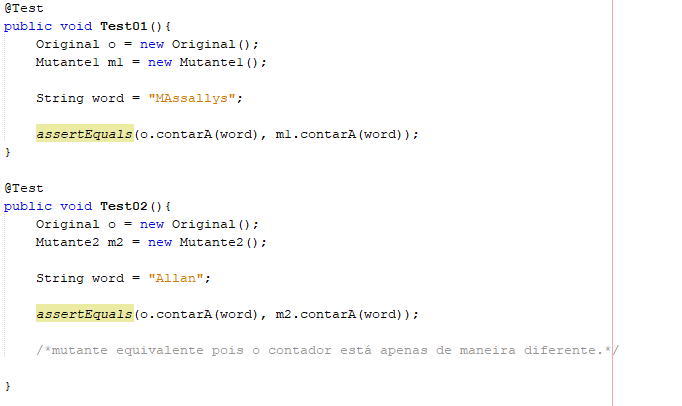 @Test
public void Test01(){
    Original o = new Original();
    Mutante1 m1 = new Mutante1();
    String word = "MAssallys";
    assertEquals(o.contarA(word), m1.contarA(word));
}
@Test
public void Test02(){
    Original o = new Original();
    Mutante2 m2 = new Mutante2();
    String word = "Allan";
    assertEquals(o.contarA(word), m2.contarA(word));
    /*mutante equivalente pois o contador está apenas de maneira diferente.*/
}